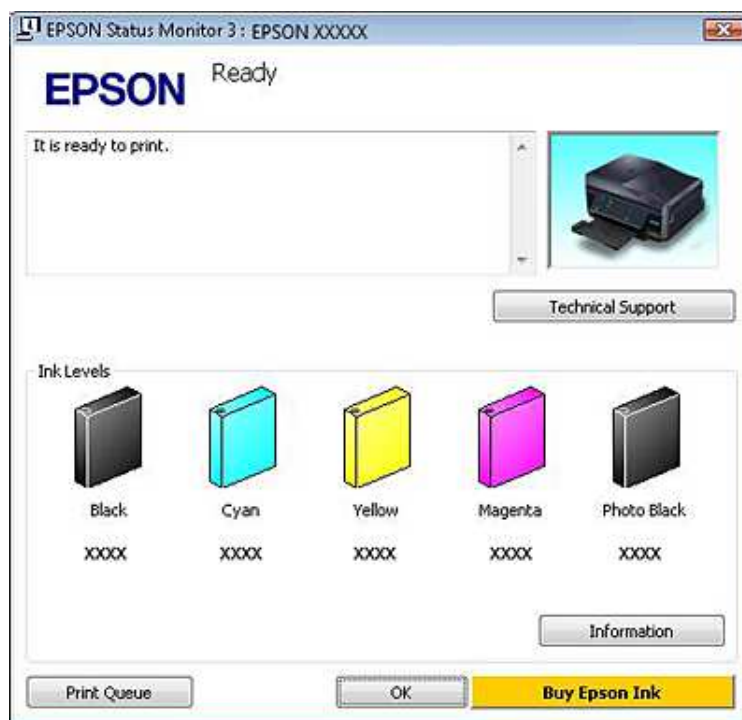 EPSON Status Monitor 3 : EPSON XXXXX
EPSON
Ready
It is ready to print.
Technical Support
Ink Levels
Black Cyan Yellow Magenta Photo Black
XXXX XXXX XXXX XXXX XXXX
Information
Print Queue OK Buy Epson Ink